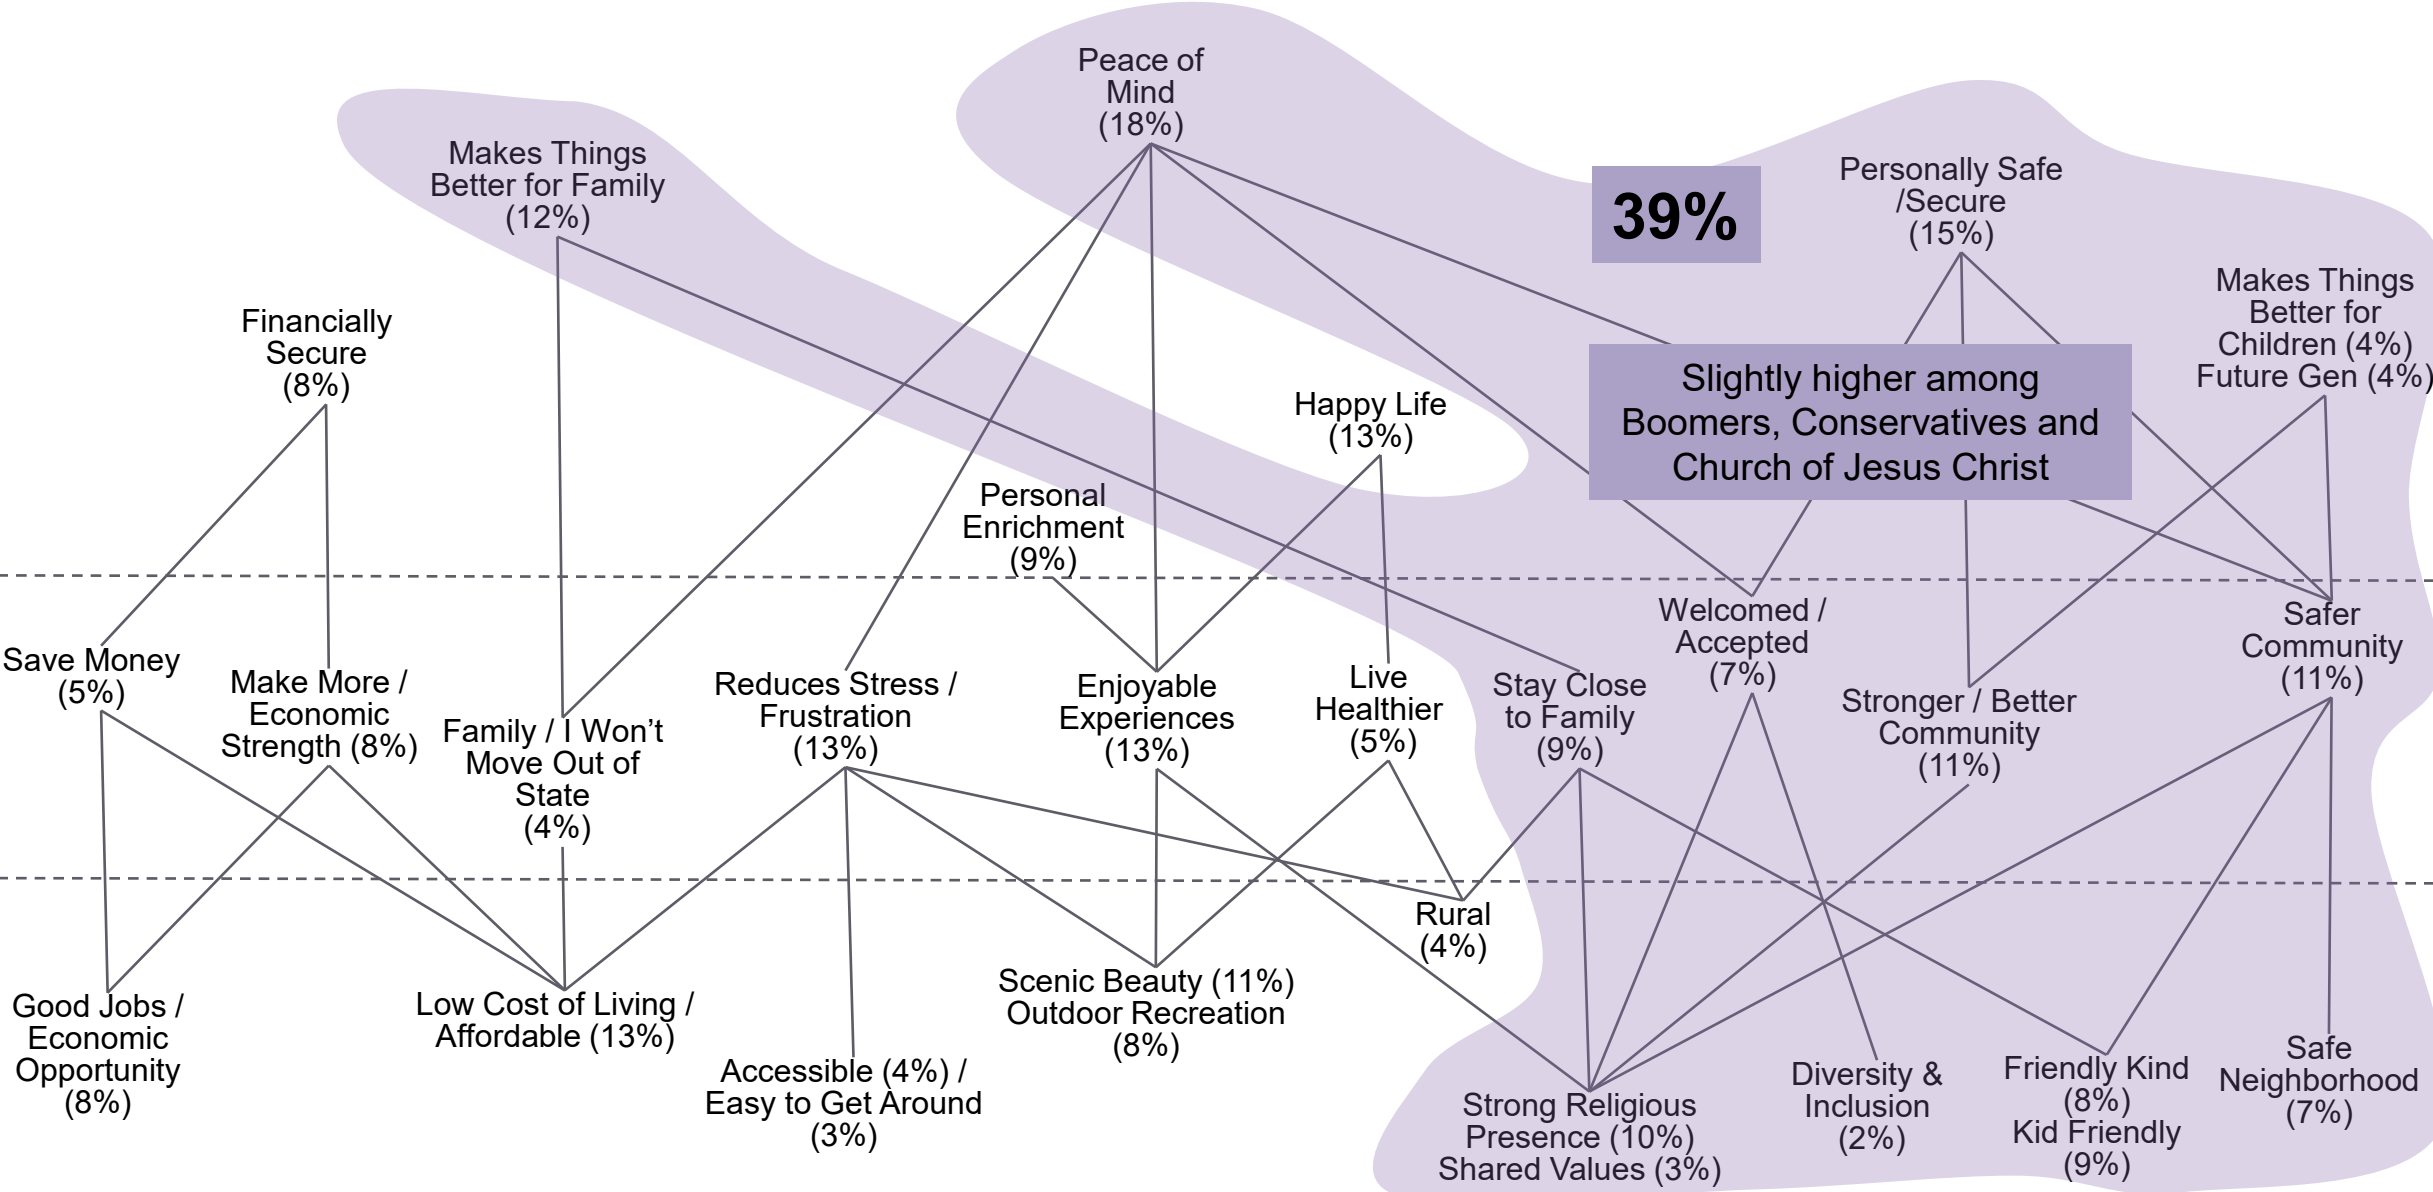 Peace of
Mind
(18%)
Makes Things
Better for Family
(12%)
39%
Personally Safe
/Secure
(15%)
Makes Things
Better for
Children (4%)
Future Gen (4%)
Financially
Secure
(8%)
Happy Life
(13%)
Slightly higher among
Boomers, Conservatives and
Church of Jesus Christ
Personal
Enrichment
(9%)
Save Money
(5%)
Make More /
Economic
Strength (8%)
Family / I Won’t
Move Out of
State
(4%)
Reduces Stress /
Frustration
(13%)
Enjoyable
Experiences
(13%)
Live
Healthier
(5%)
Stay Close
to Family
(9%)
Welcomed /
Accepted
(7%)
Stronger / Better
Community
(11%)
Safer
Community
(11%)
Good Jobs /
Economic
Opportunity
(8%)
Low Cost of Living /
Affordable (13%)
Accessible (4%) /
Easy to Get Around
(3%)
Scenic Beauty (11%)
Outdoor Recreation
(8%)
Rural
(4%)
Strong Religious
Presence (10%)
Shared Values (3%)
Diversity &
Inclusion
(2%)
Friendly Kind
(8%)
Kid Friendly
(9%)
Safe
Neighborhood
(7%)